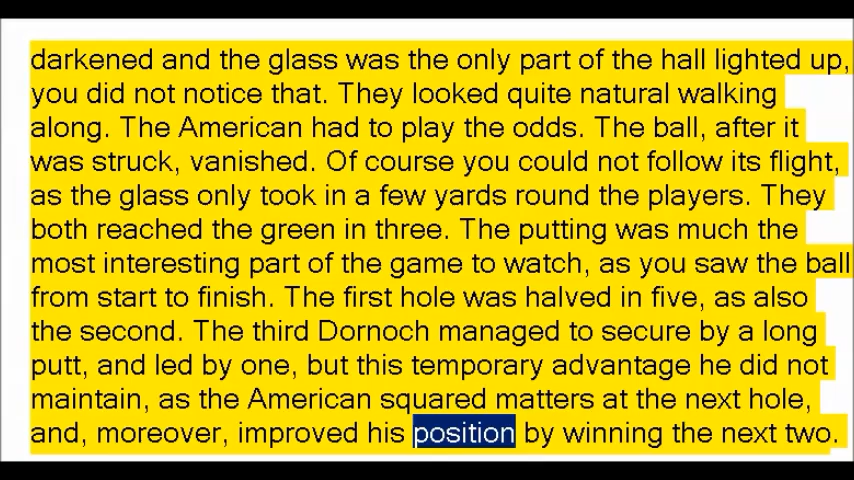 darkened and the glass was the only part of the hall lighted up,
you did not notice that. They looked quite natural walking
along. The American had to play the odds. The ball, after it
was struck, vanished. Of course you could not follow its flight,
as the glass only took in a few yards round the players. They
both reached the green in three. The putting was much the
most interesting part of the game to watch, as you saw the ball
from start to finish. The first hole was halved in five, as also
the second. The third Dornoch managed to secure by a long
putt, and led by one, but this temporary advantage he did not
maintain, as the American squared matters at the next hole,
and, moreover, improved his position by winning the next two.